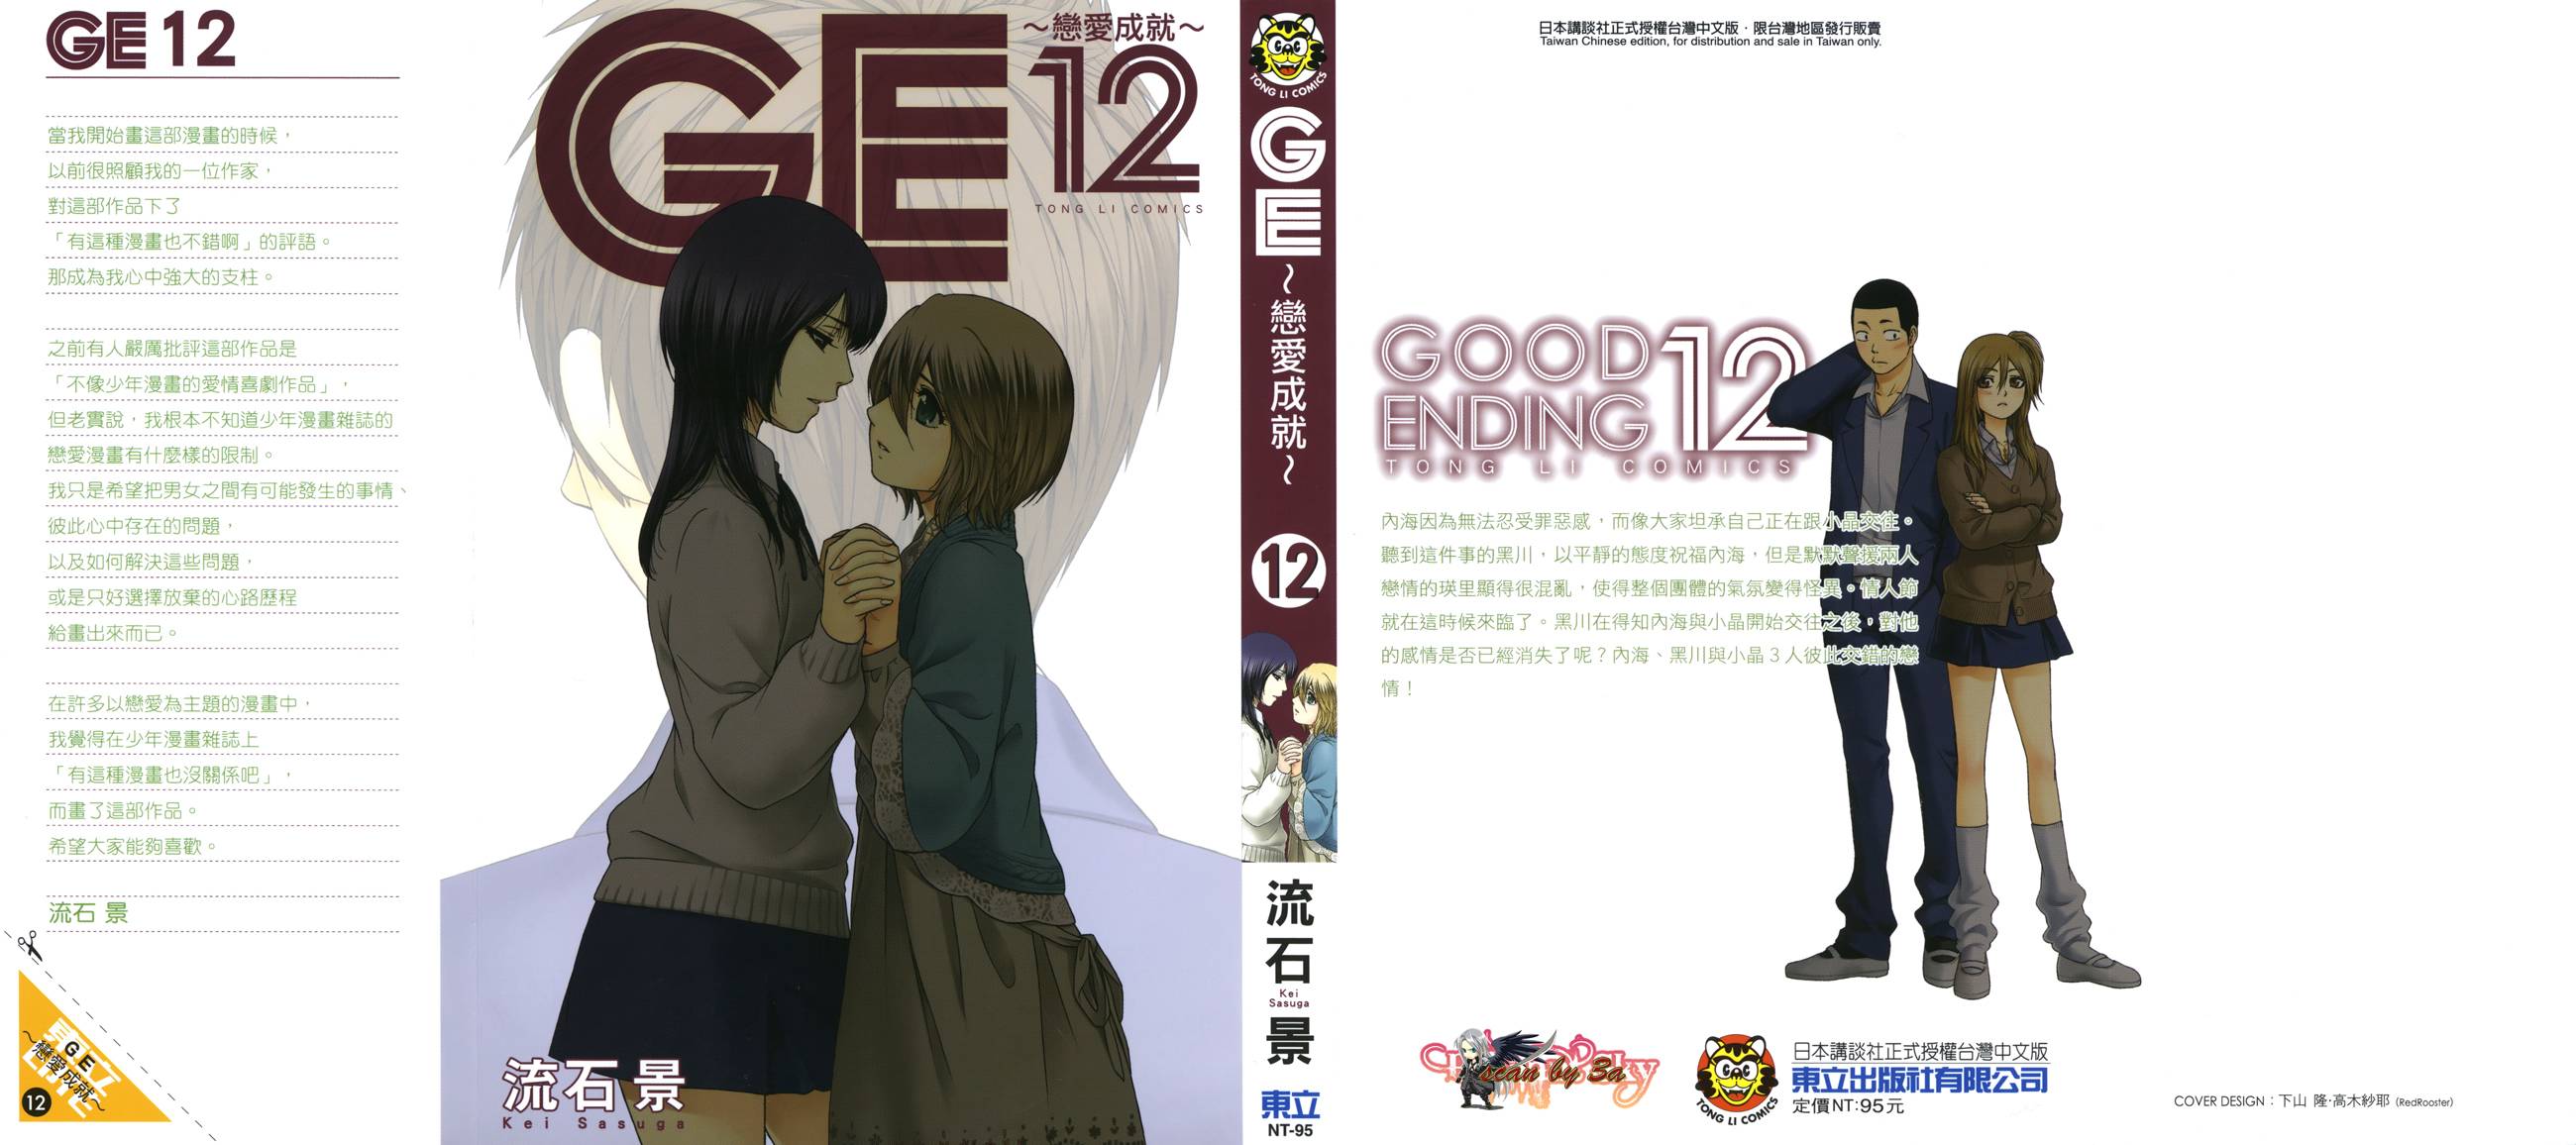 GE 12
當我開始畫這部漫畫的時候，
以前很照顧我的一位作家，
對這部作品下了
「有這種漫畫也不錯啊」的評語。
那成為我心中強大的支柱。
之前有人嚴厲批評這部作品是
「不像少年漫畫的愛情喜劇作品」，
但老實說，我根本不知道少年漫畫雜誌的
戀愛漫畫有什麼樣的限制。
我只是希望把男女之間有可能發生的事情、
彼此心中存在的問題，
以及如何解決這些問題，
或是只好選擇放棄的心路歷程
給畫出來而已。
在許多以戀愛為主題的漫畫中，
我覺得在少年漫畫雜誌上
「有這種漫畫也沒關係吧」，
而畫了這部作品。
希望大家能夠喜歡。
流石 景
GE
～戀愛成就～
12
GE
～戀愛成就～
12
TONG LI COMICS
流石景
Kei Sasuga
TONG LI COMICS
GE
～戀愛成就～
12
流石
Kei
Sasuga
景
東立
NT-95
日本講談社正式授權台灣中文版・限台灣地區發行販賣
Taiwan Chinese edition, for distribution and sale in Taiwan only.
GOOD
ENDING 12
TONG LI COMICS
內海因為無法忍受罪惡感，而像大家坦承自己正在跟小晶交往。
聽到這件事的黑川，以平靜的態度祝福內海，但是默默聲援兩人
戀情的瑛里顯得很混亂，使得整個團體的氣氛變得怪異。情人節
就在這時候來臨了。黑川在得知內海與小晶開始交往之後，對他
的感情是否已經消失了呢？內海、黑川與小晶3人彼此交錯的戀
情！
scan by 3a
TONG LI COMICS
日本講談社正式授權台灣中文版
東立出版社有限公司
定價NT:95元
COVER DESIGN：下山 隆・高木紗耶 (RedRooster)